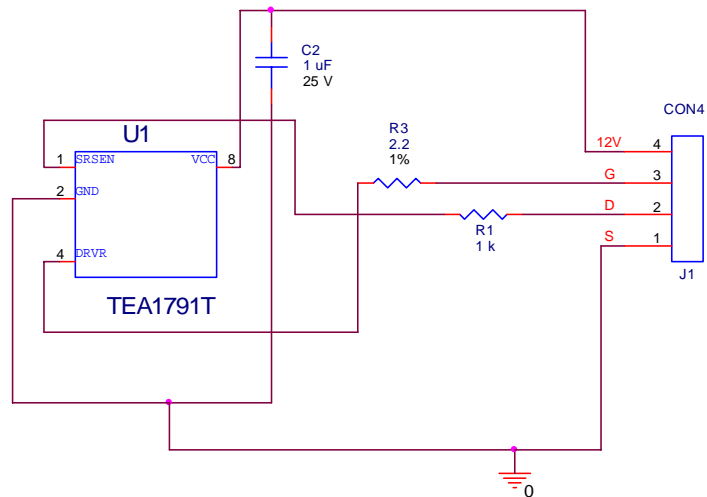 C2
1 uF
25 V
CON4
U1
R3
2.2
1%
12V
4
1
SRSEN
VCC
8
G
3
2
GND
D
2
R1
1 k
S
1
4
DRVR
J1
TEA1791T
0